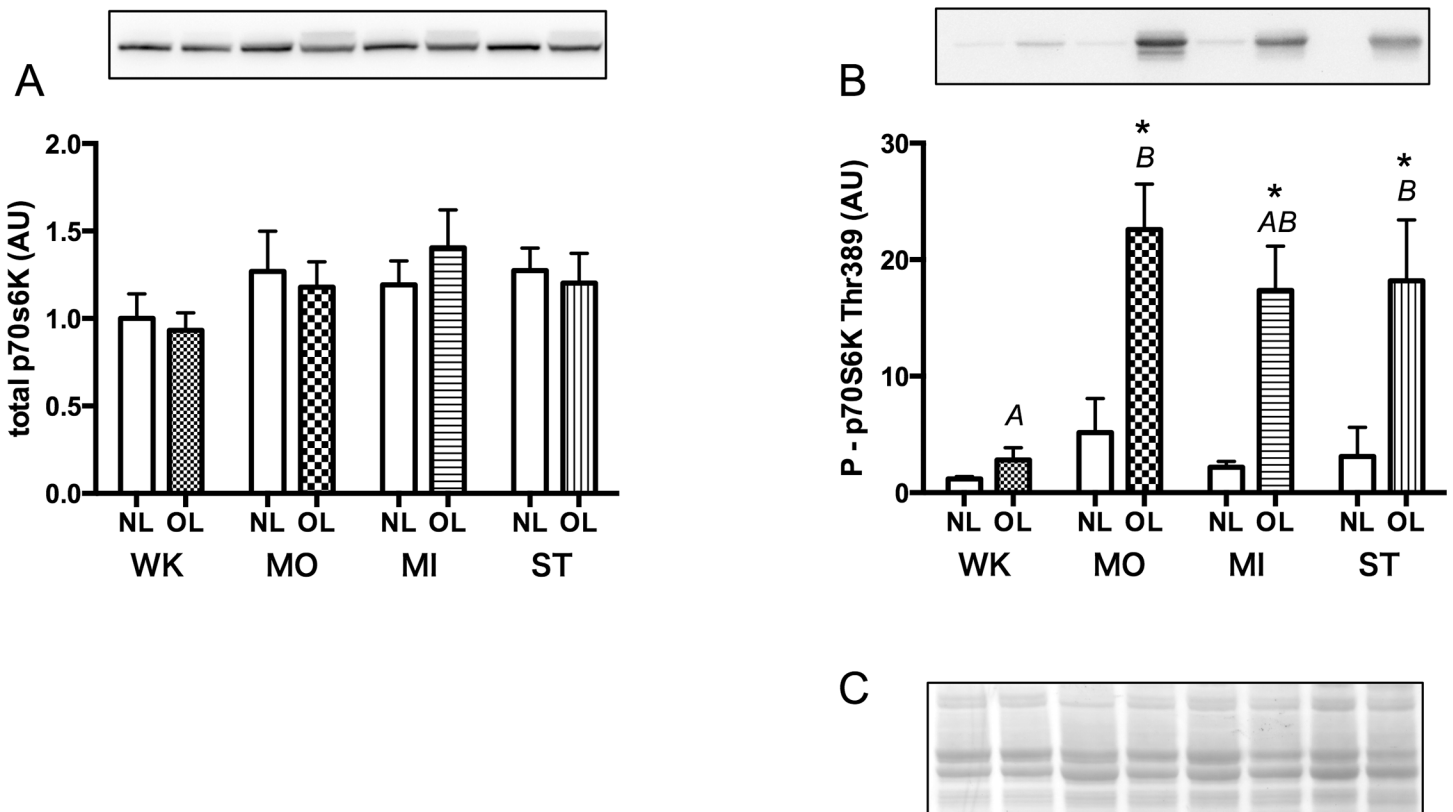 A
total p70s6K (AU)
2.0
1.5
1.0
0.5
0.0
NL OL NL OL NL OL NL OL
WK MO MI ST
B
P - p70S6K Thr389 (AU)
30
20
10
0
A
*
B
*
AB
*
B
NL OL NL OL NL OL NL OL
WK MO MI ST
C